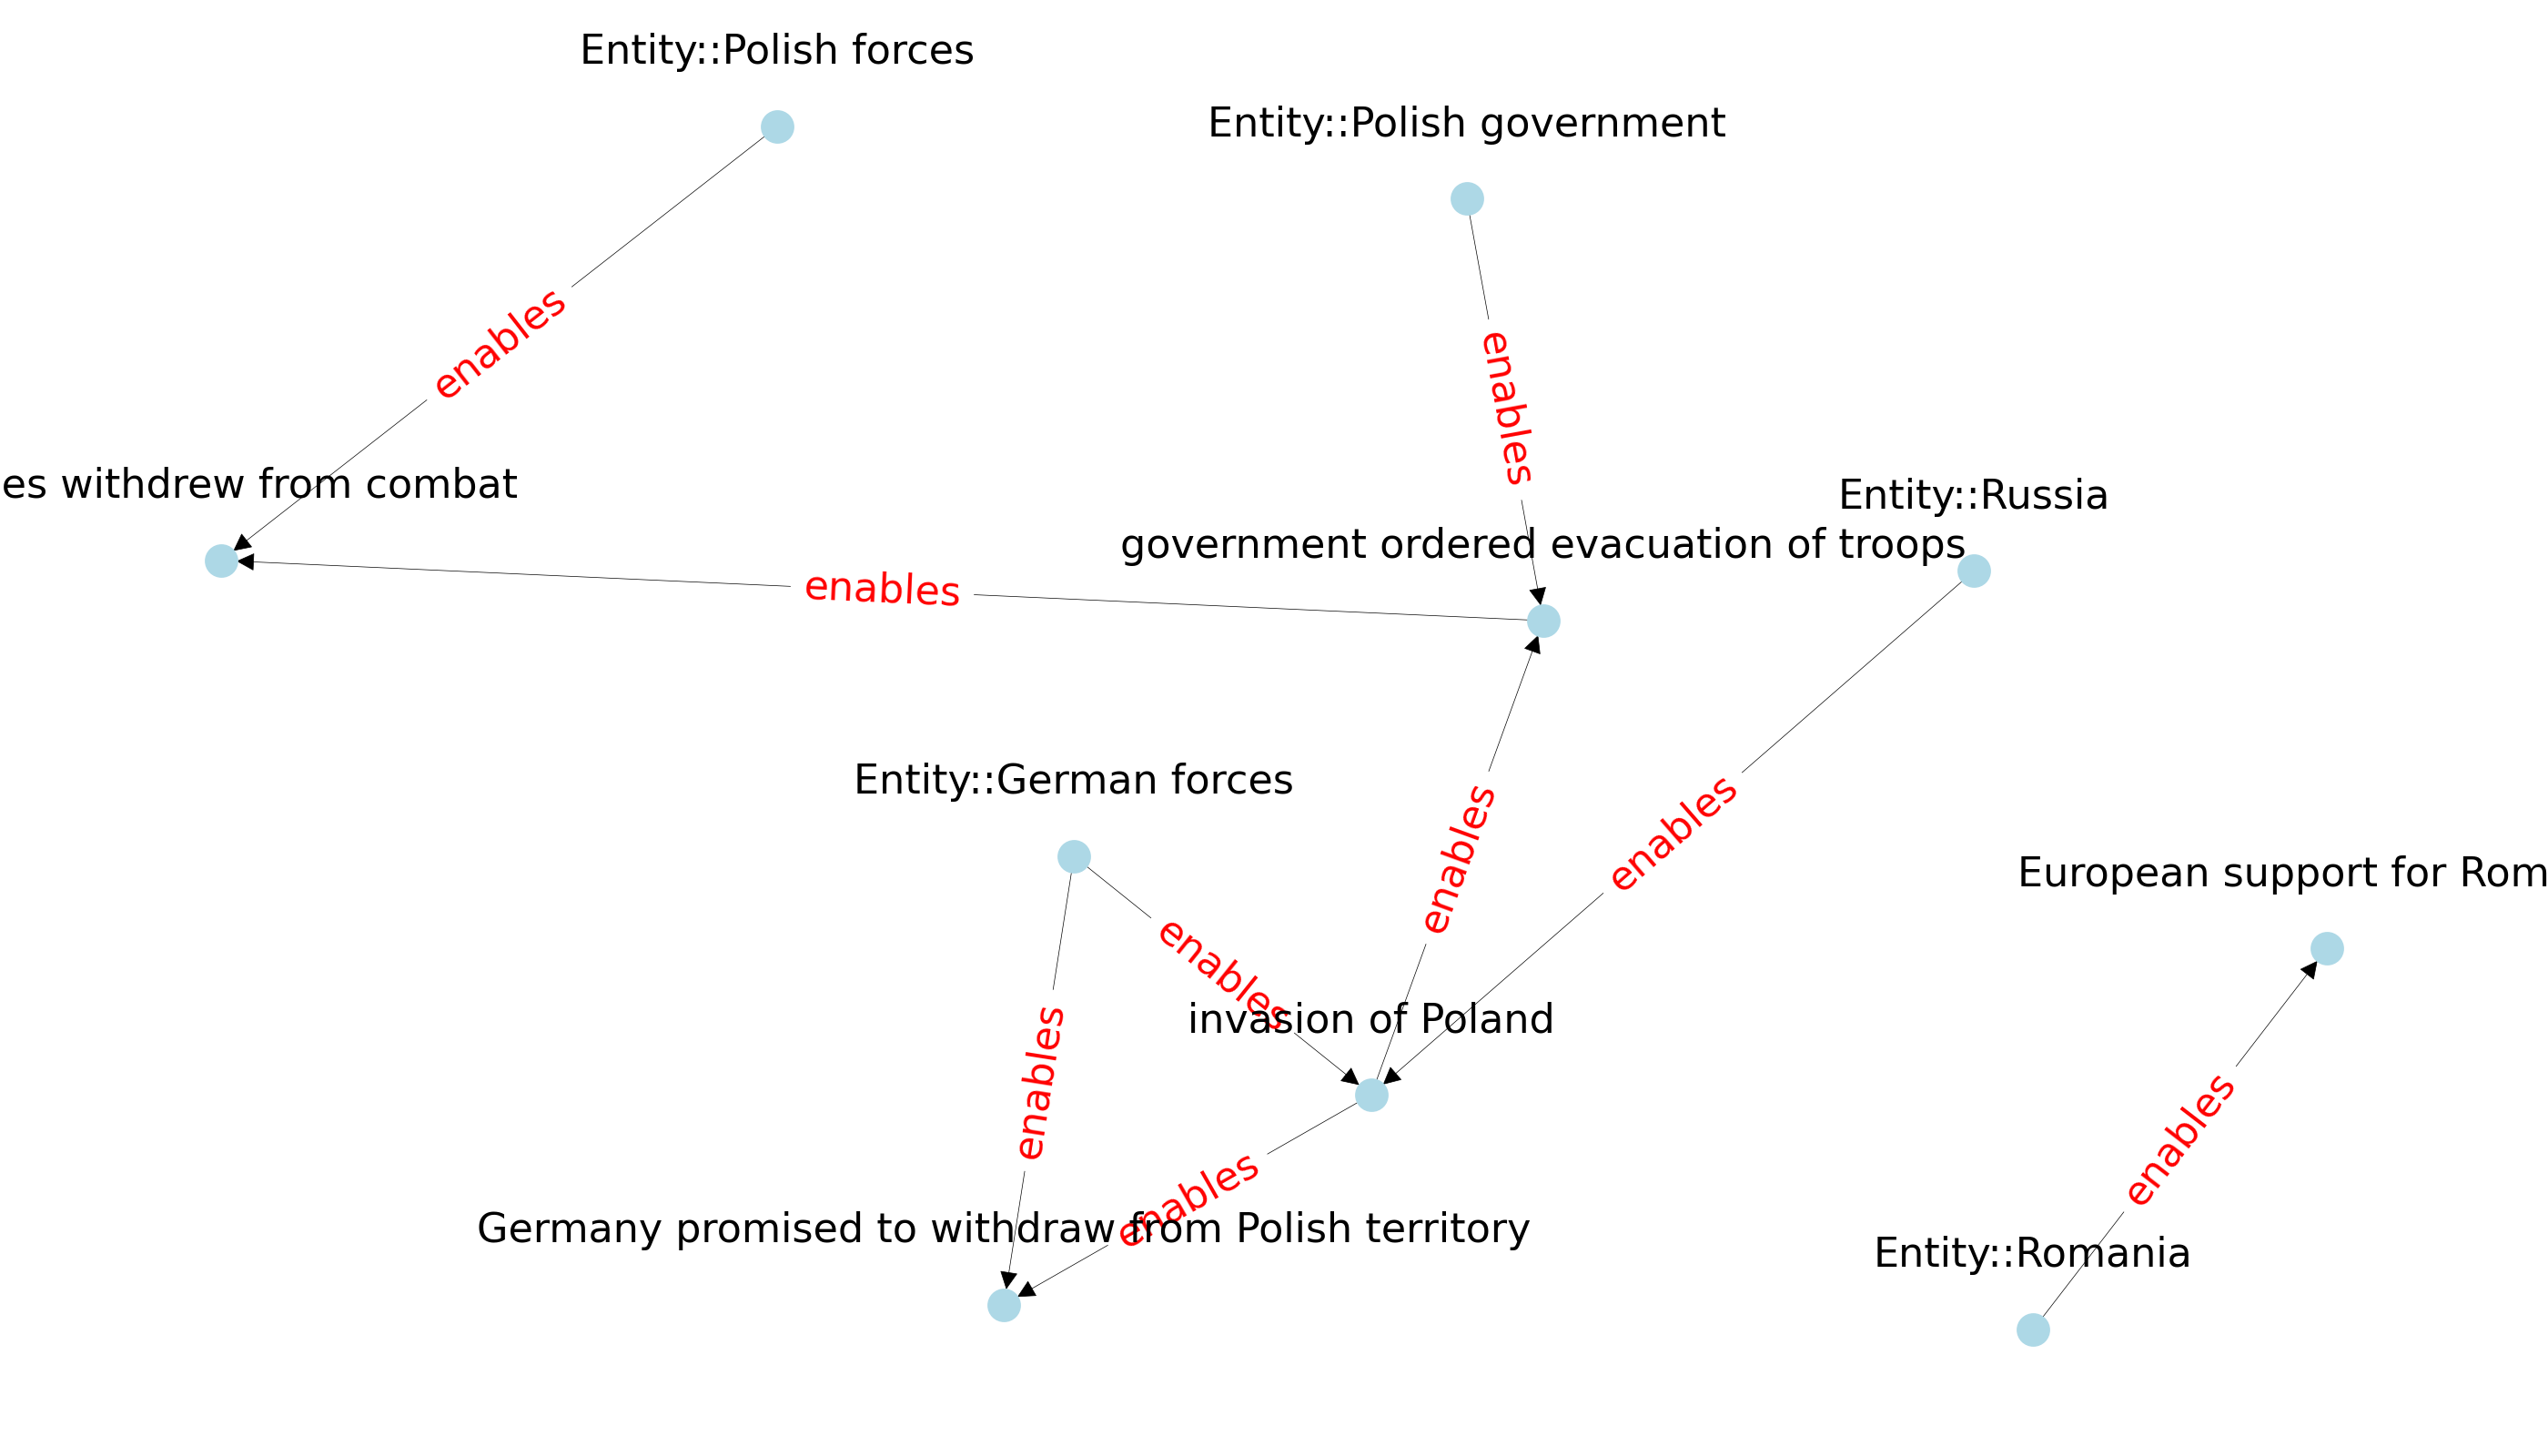 Entity::Polish forces
Entity::Polish government
enables
enables
es withdrew from combat
Entity::Russia
government ordered evacuation of troops
enables
Entity::German forces
enables
enables
European support for Rom
enables
invasion of Poland
enables
enables
enables
Germany promised to withdraw from Polish territory
Entity::Romania